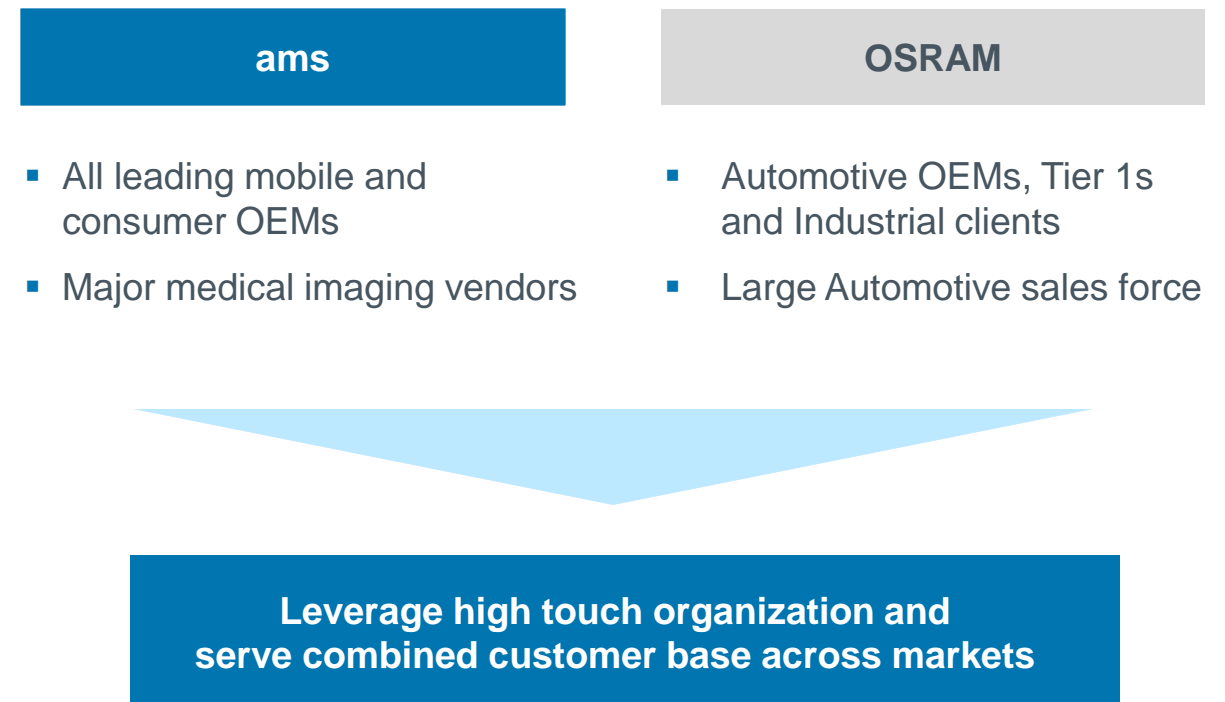 ams
▪ All leading mobile and
consumer OEMs
▪ Major medical imaging vendors
OSRAM
▪ Automotive OEMs, Tier 1s
and Industrial clients
▪ Large Automotive sales force
Leverage high touch organization and
serve combined customer base across markets